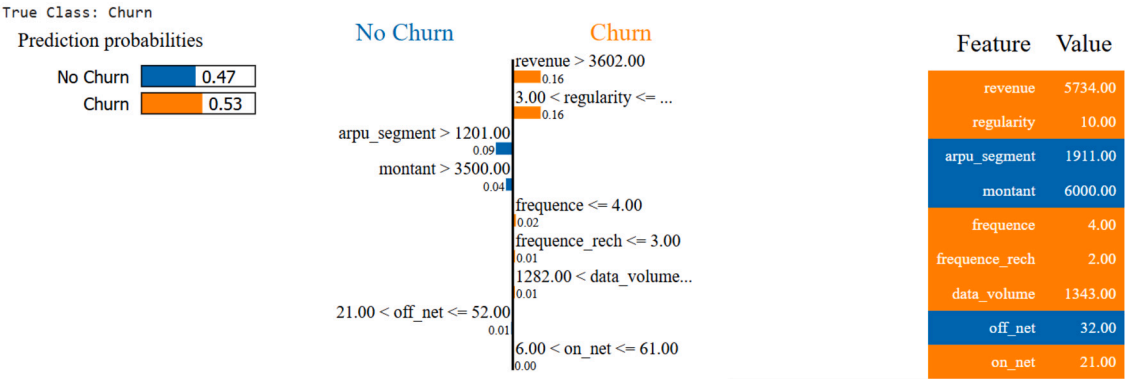 True Class: Churn
Prediction probabilities
No Churn 0.47
Churn 0.53
No Churn Churn
revenue > 3602.00
0.16
3.00 < regularity <= ...
0.16
arpu_segment > 1201.00
0.09
montant > 3500.00
0.04
frequence <= 4.00
0.02
frequence_rech <= 3.00
0.01
1282.00 < data_volume...
0.01
21.00 < off_net <= 52.00
0.01
6.00 < on_net <= 61.00
0.00
Feature Value
revenue 5734.00
regularity 10.00
arpu_segment 1911.00
montant 6000.00
frequence 4.00
frequence_rech 2.00
data_volume 1343.00
off_net 32.00
on_net 21.00